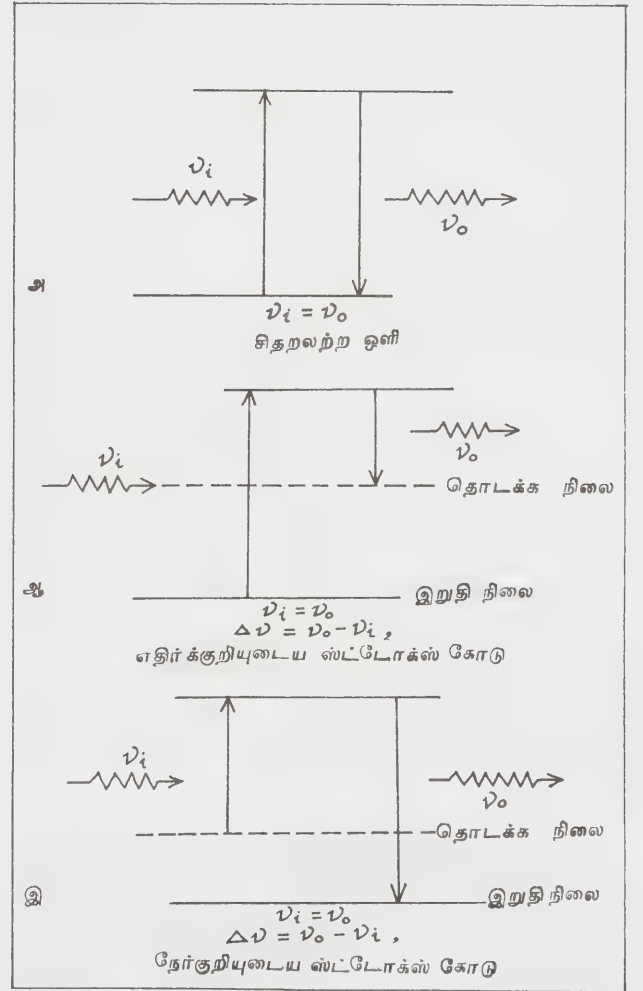 νi
νo
அ
νi = νo
சிதறலற்ற ஒளி
νi
νo
தொடக்க நிலை
ஆ
இறுதி நிலை
νi = νo
Δν = νo − νi ,
எதிர்க்குறியுடைய ஸ்ட்டோக்ஸ் கோடு
νi
νo
தொடக்க நிலை
இ
இறுதி நிலை
νi = νo
Δν = νo − νi ,
நேர்குறியுடைய ஸ்ட்டோக்ஸ் கோடு